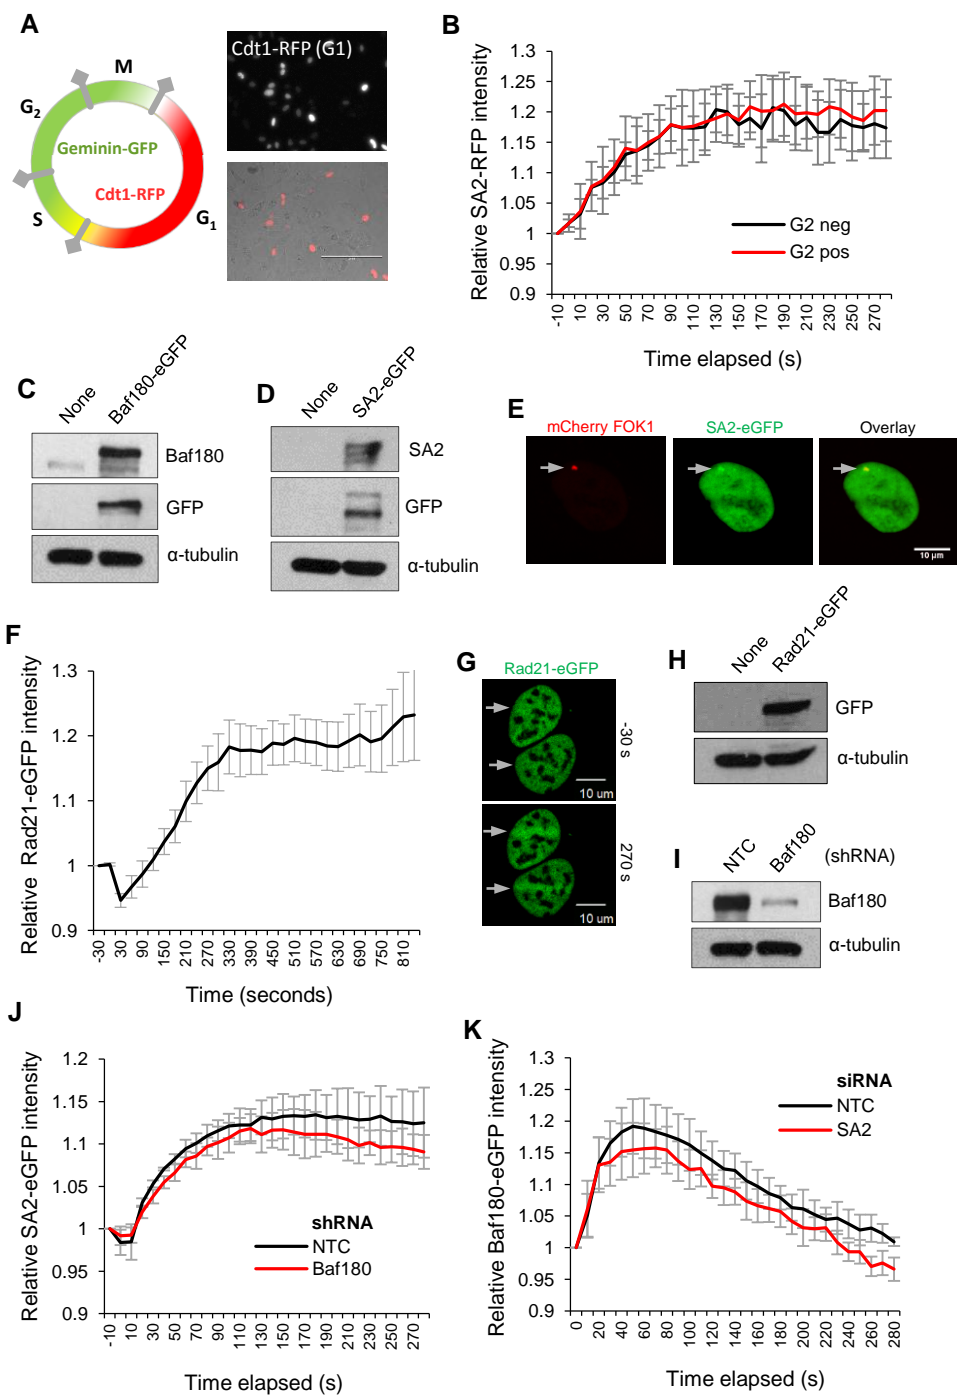 A
M
G2
Geminin-GFP
Cdt1-RFP
S
G1
Cdt1-RFP (G1)
B
Relative SA2-RFP intensity
1.3
1.25
1.2
1.15
1.1
1.05
1
0.95
0.9
G2 neg
G2 pos
-10
10
30
50
70
90
110
130
150
170
190
210
230
250
270
Time elapsed (s)
C
None
Baf180-eGFP
Baf180
GFP
α-tubulin
D
None
SA2-eGFP
SA2
GFP
α-tubulin
E
mCherry FOK1
SA2-eGFP
Overlay
10 μm
F
Relative Rad21-eGFP intensity
1.3
1.2
1.1
1
0.9
-30
30
90
150
210
270
330
390
450
510
570
630
690
750
810
Time (seconds)
G
Rad21-eGFP
-30 s
10 um
270 s
10 um
H
None
Rad21-eGFP
GFP
α-tubulin
I
NTC
Baf180
(shRNA)
Baf180
α-tubulin
J
Relative SA2-eGFP intensity
1.2
1.15
1.1
1.05
1
0.95
0.9
shRNA
NTC
Baf180
-10
10
30
50
70
90
110
130
150
170
190
210
230
250
270
Time elapsed (s)
K
Relative Baf180-eGFP intensity
1.3
1.25
1.2
1.15
1.1
1.05
1
0.95
0.9
siRNA
NTC
SA2
0
20
40
60
80
100
120
140
160
180
200
220
240
260
280
Time elapsed (s)